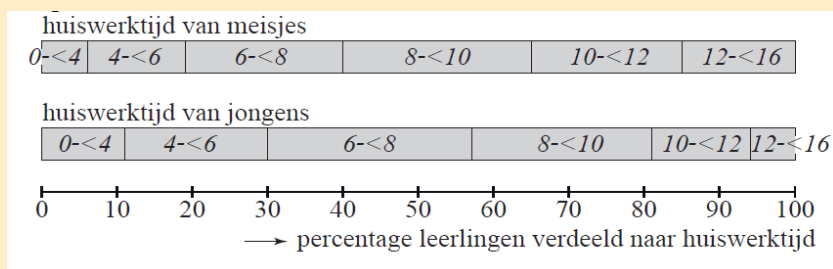 huiswerktijd van meisjes
0-<4 4-<6 6-<8 8-<10 10-<12 12-<16
huiswerktijd van jongens
0-<4 4-<6 6-<8 8-<10 10-<12 12-<16
0 10 20 30 40 50 60 70 80 90 100
→ percentage leerlingen verdeeld naar huiswerktijd